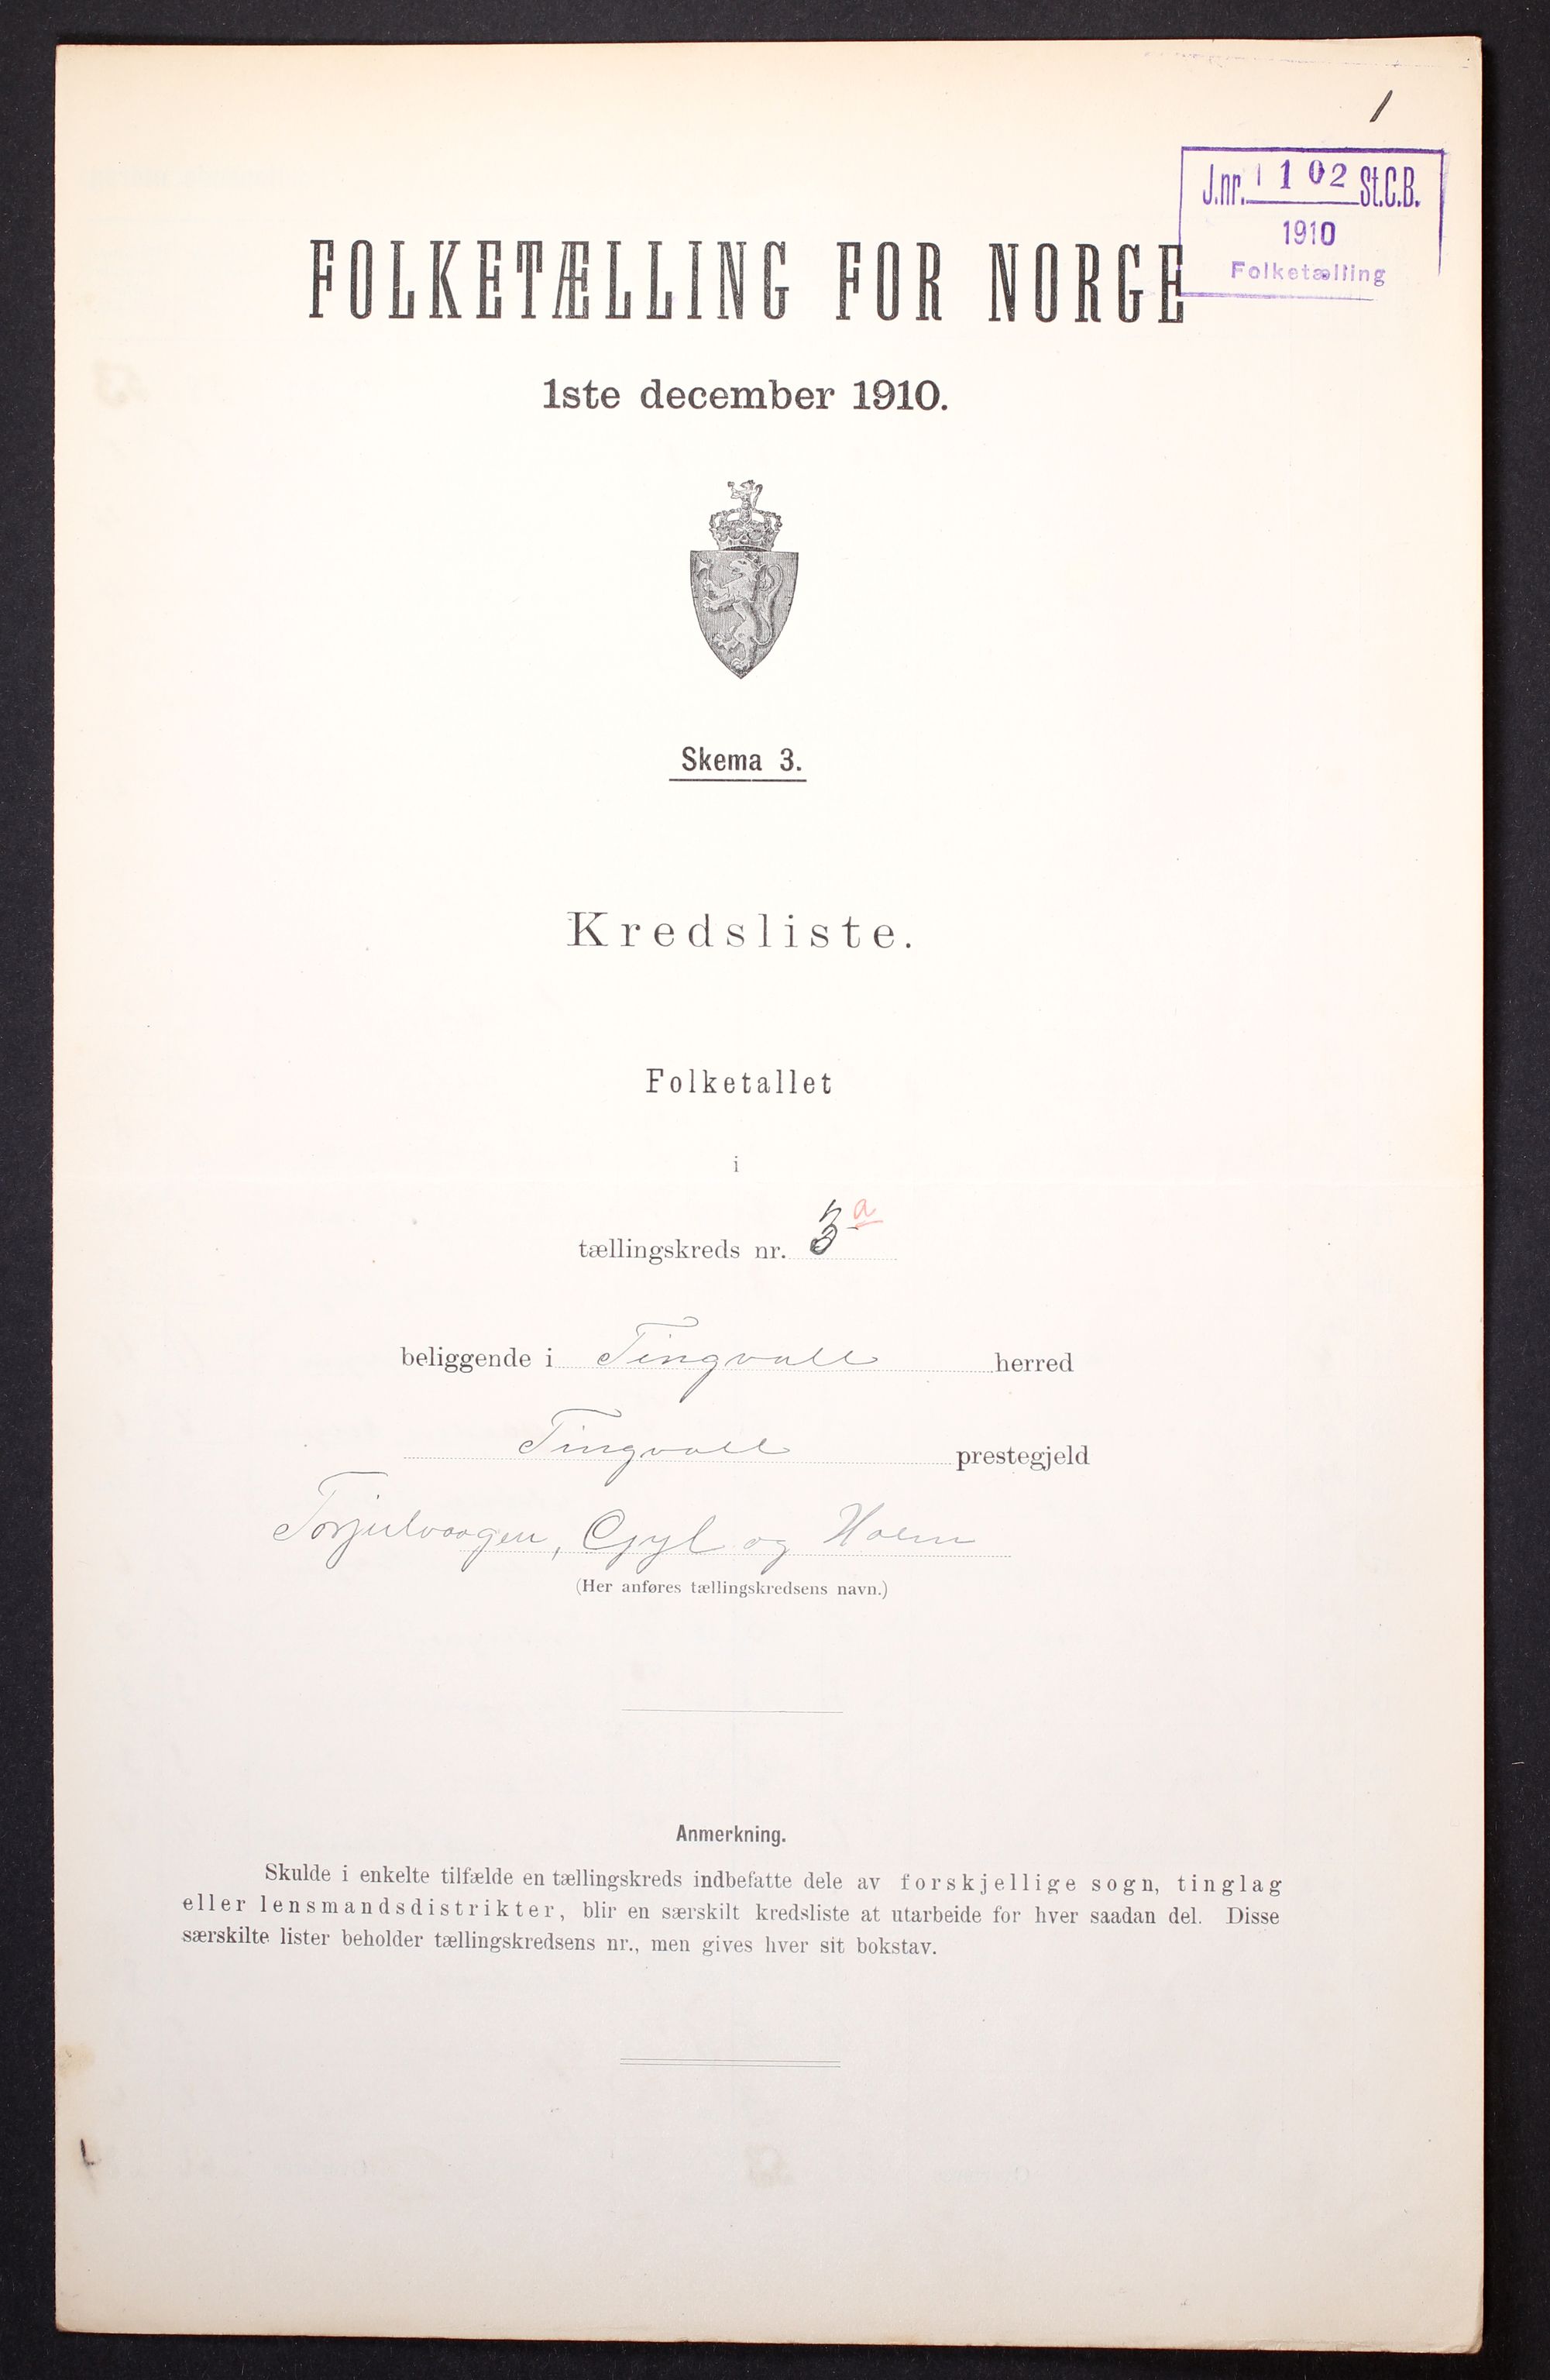 1
J.nr. 1102 St.C.B.
1910
Folketælling
FOLKETÆLLING FOR NORGE
1ste december 1910.
Skema 3.
Kredsliste.
Folketallet
i
tællingskreds nr. 3 a
beliggende i Tingvoll herred
Tingvoll prestegjeld
Torjulvaagen, Gyl og Holm
(Her anføres tællingskredsens navn.)
Anmerkning.
Skulde i enkelte tilfælde en tællingskreds indbefatte dele av forskjellige sogn, tinglag
eller lensmandsdistrikter, blir en særskilt kredsliste at utarbeide for hver saadan del. Disse
særskilte lister beholder tællingskredsens nr., men gives hver sit bokstav.